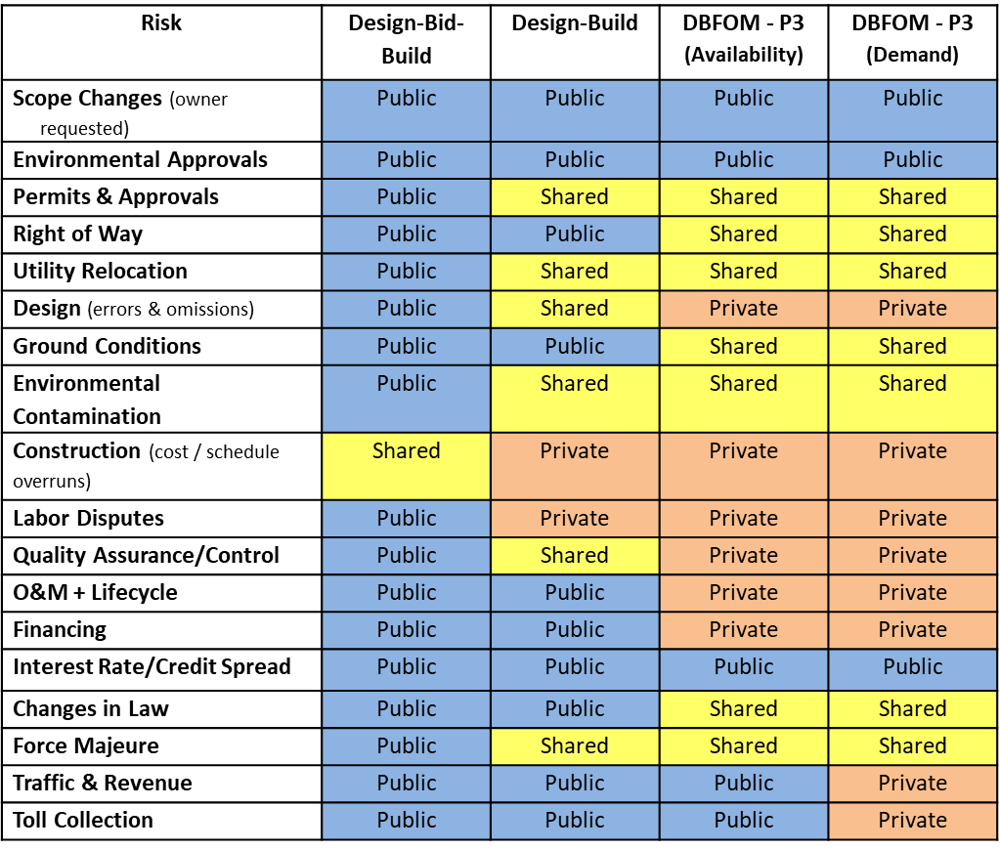 Risk Design-Bid-Build Design-Build DBFOM - P3 (Availability) DBFOM - P3 (Demand)
Scope Changes (owner requested) Public Public Public Public
Environmental Approvals Public Public Public Public
Permits & Approvals Public Shared Shared Shared
Right of Way Public Public Shared Shared
Utility Relocation Public Shared Shared Shared
Design (errors & omissions) Public Shared Private Private
Ground Conditions Public Public Shared Shared
Environmental Contamination Public Shared Shared Shared
Construction (cost / schedule overruns) Shared Private Private Private
Labor Disputes Public Private Private Private
Quality Assurance/Control Public Shared Private Private
O&M + Lifecycle Public Public Private Private
Financing Public Public Private Private
Interest Rate/Credit Spread Public Public Public Public
Changes in Law Public Public Shared Shared
Force Majeure Public Shared Shared Shared
Traffic & Revenue Public Public Public Private
Toll Collection Public Public Public Private